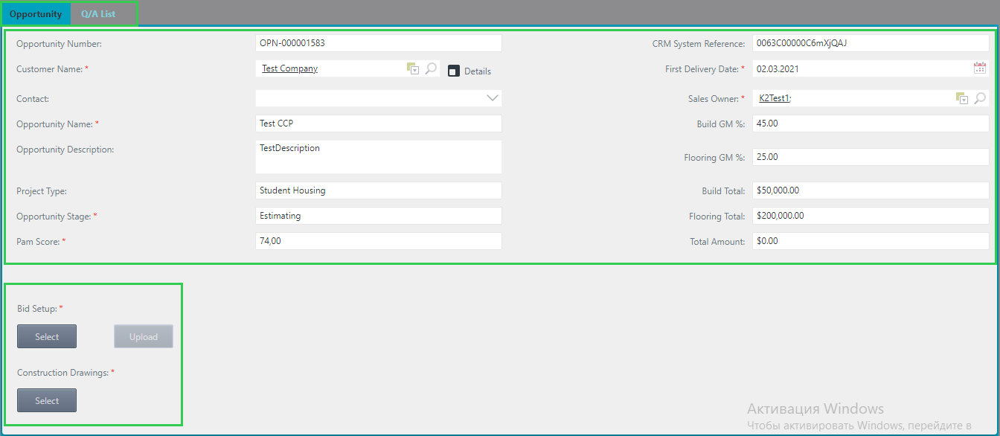 Opportunity Q/A List
Opportunity Number: OPN-000001583 CRM System Reference: 0063C00000C6mXjQAJ
Customer Name: * Test Company Details First Delivery Date: * 02.03.2021
Contact: Sales Owner: * K2Test1;
Opportunity Name: * Test CCP Build GM %: 45.00
Opportunity Description: TestDescription
Flooring GM %: 25.00
Project Type: Student Housing Build Total: $50,000.00
Opportunity Stage: * Estimating Flooring Total: $200,000.00
Pam Score: * 74,00 Total Amount: $0.00
Bid Setup: *
Select Upload
Construction Drawings: *
Select
Активация Windows
Чтобы активировать Windows, перейдите в